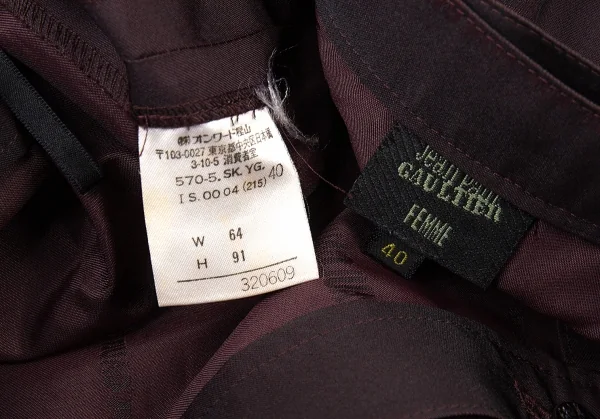 ㈱オンワード樫山
〒103-0027 東京都中央区日本橋
3-10-5 消費者室
570-5. SK. YG.
I S. 00 04 (215) 40
W 64
H 91
320609
Jean Paul
GAULTIER
FEMME
40